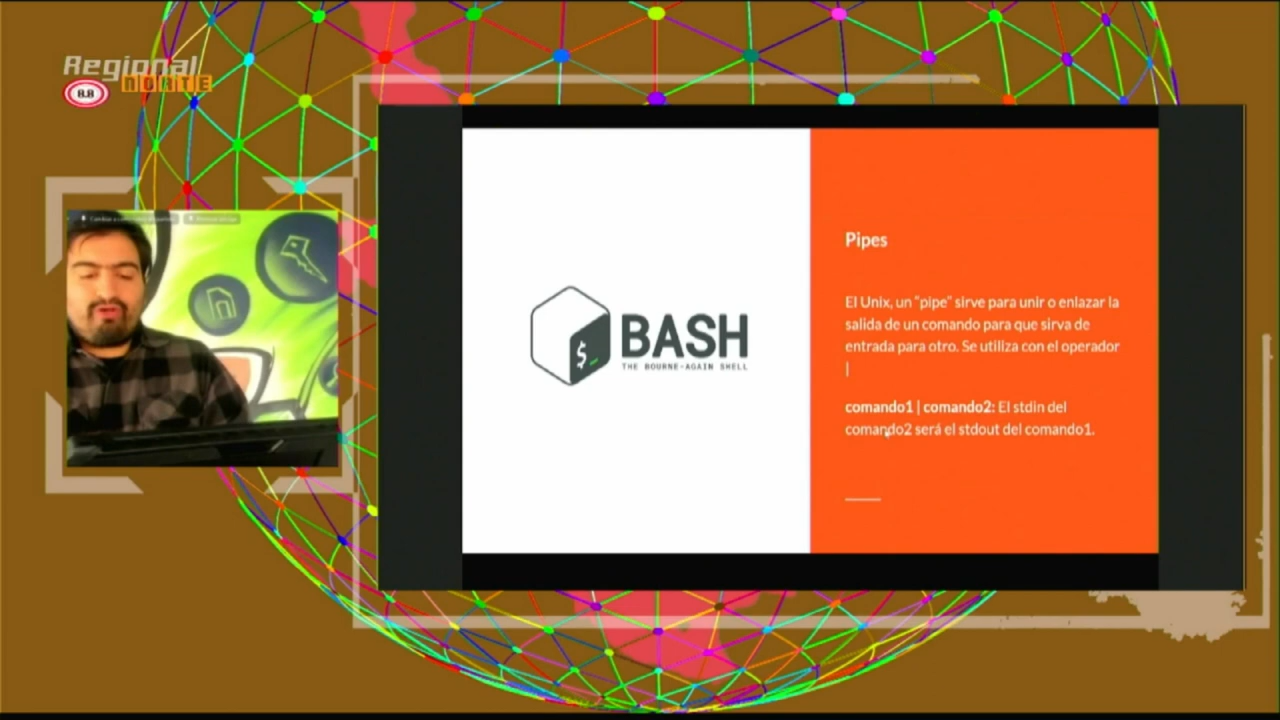 Regional
NORTE
8.8
BASH
THE BOURNE-AGAIN SHELL
$_
Pipes
El Unix, un “pipe” sirve para unir o enlazar la
salida de un comando para que sirva de
entrada para otro. Se utiliza con el operador
|
comando1 | comando2: El stdin del
comando2 será el stdout del comando1.